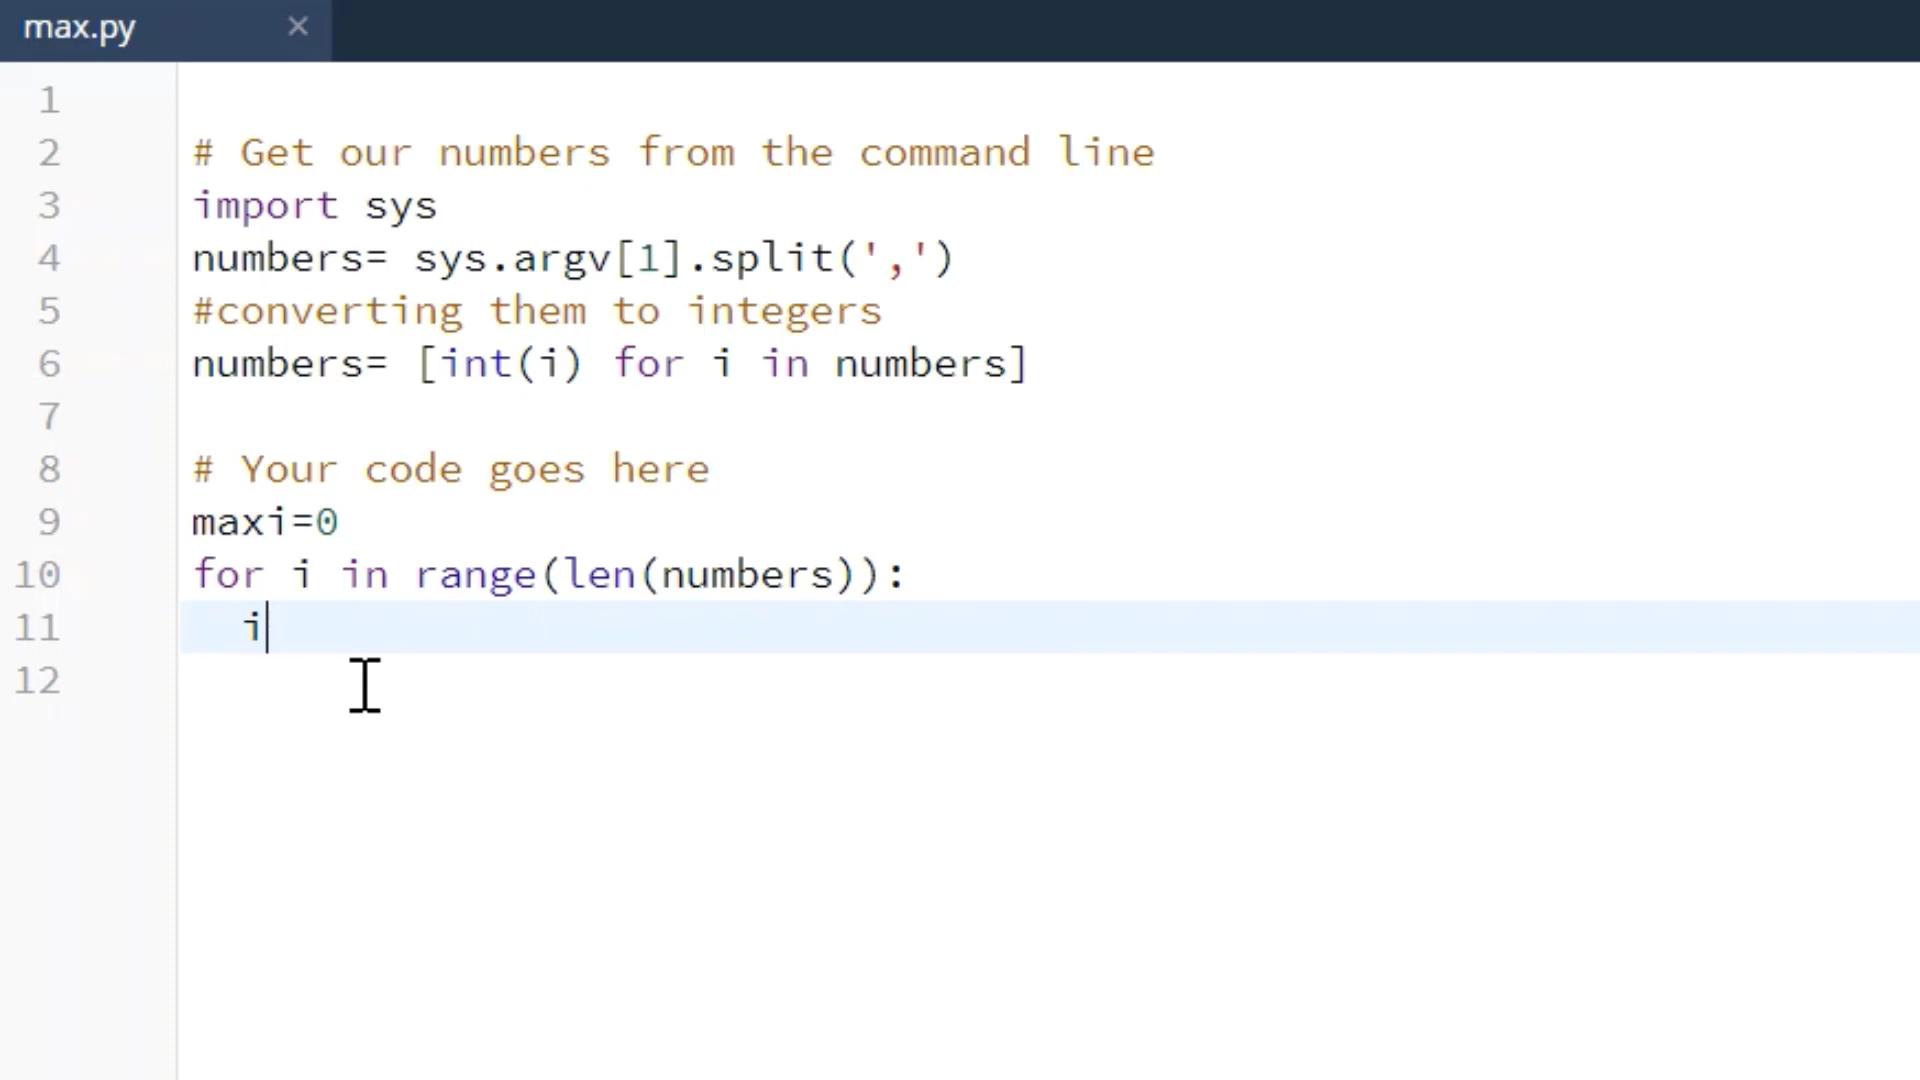 max.py ×
1
2 # Get our numbers from the command line
3 import sys
4 numbers= sys.argv[1].split(',')
5 #converting them to integers
6 numbers= [int(i) for i in numbers]
7
8 # Your code goes here
9 maxi=0
10 for i in range(len(numbers)):
11   i
12